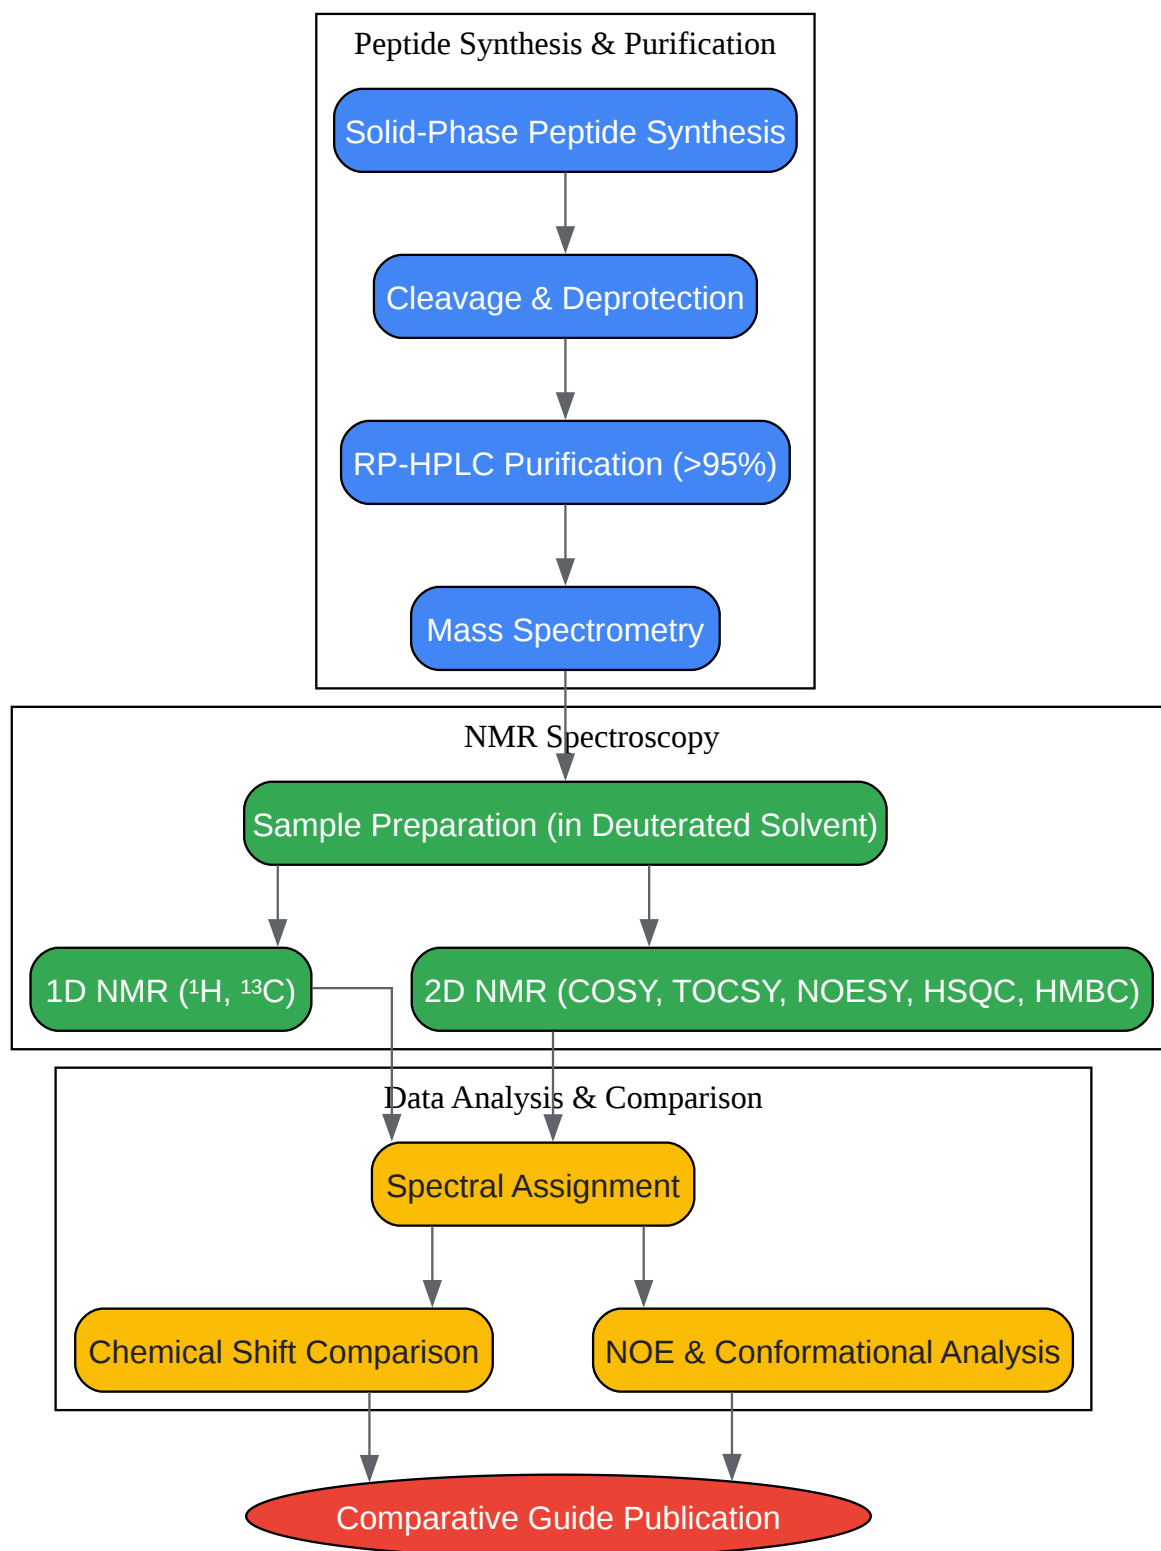 Peptide Synthesis & Purification
Solid-Phase Peptide Synthesis
Cleavage & Deprotection
RP-HPLC Purification (>95%)
Mass Spectrometry
NMR Spectroscopy
Sample Preparation (in Deuterated Solvent)
1D NMR (¹H, ¹³C)
2D NMR (COSY, TOCSY, NOESY, HSQC, HMBC)
Data Analysis & Comparison
Spectral Assignment
Chemical Shift Comparison
NOE & Conformational Analysis
Comparative Guide Publication